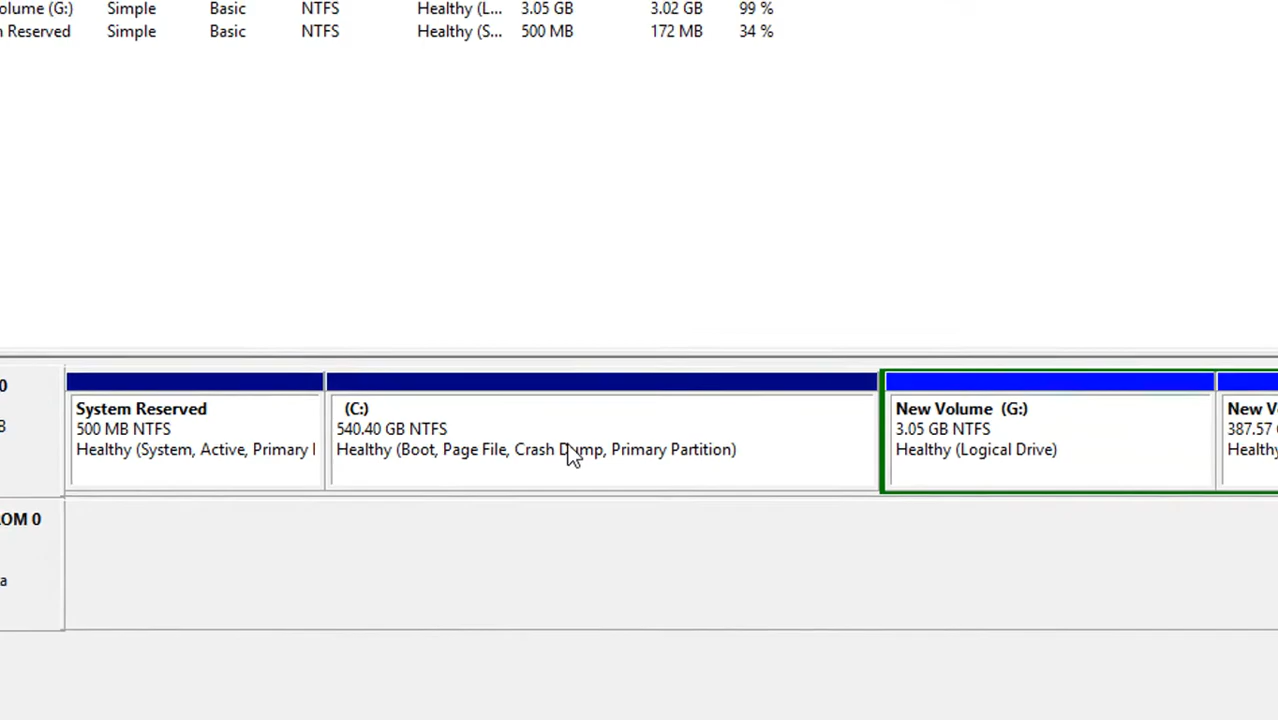 olume (G:) Simple Basic NTFS Healthy (L... 3.05 GB 3.02 GB 99 %
n Reserved Simple Basic NTFS Healthy (S... 500 MB 172 MB 34 %
0
B
System Reserved
500 MB NTFS
Healthy (System, Active, Primary
(C:)
540.40 GB NTFS
Healthy (Boot, Page File, Crash Dump, Primary Partition)
New Volume (G:)
3.05 GB NTFS
Healthy (Logical Drive)
New V
387.57
Healthy
OM 0
a